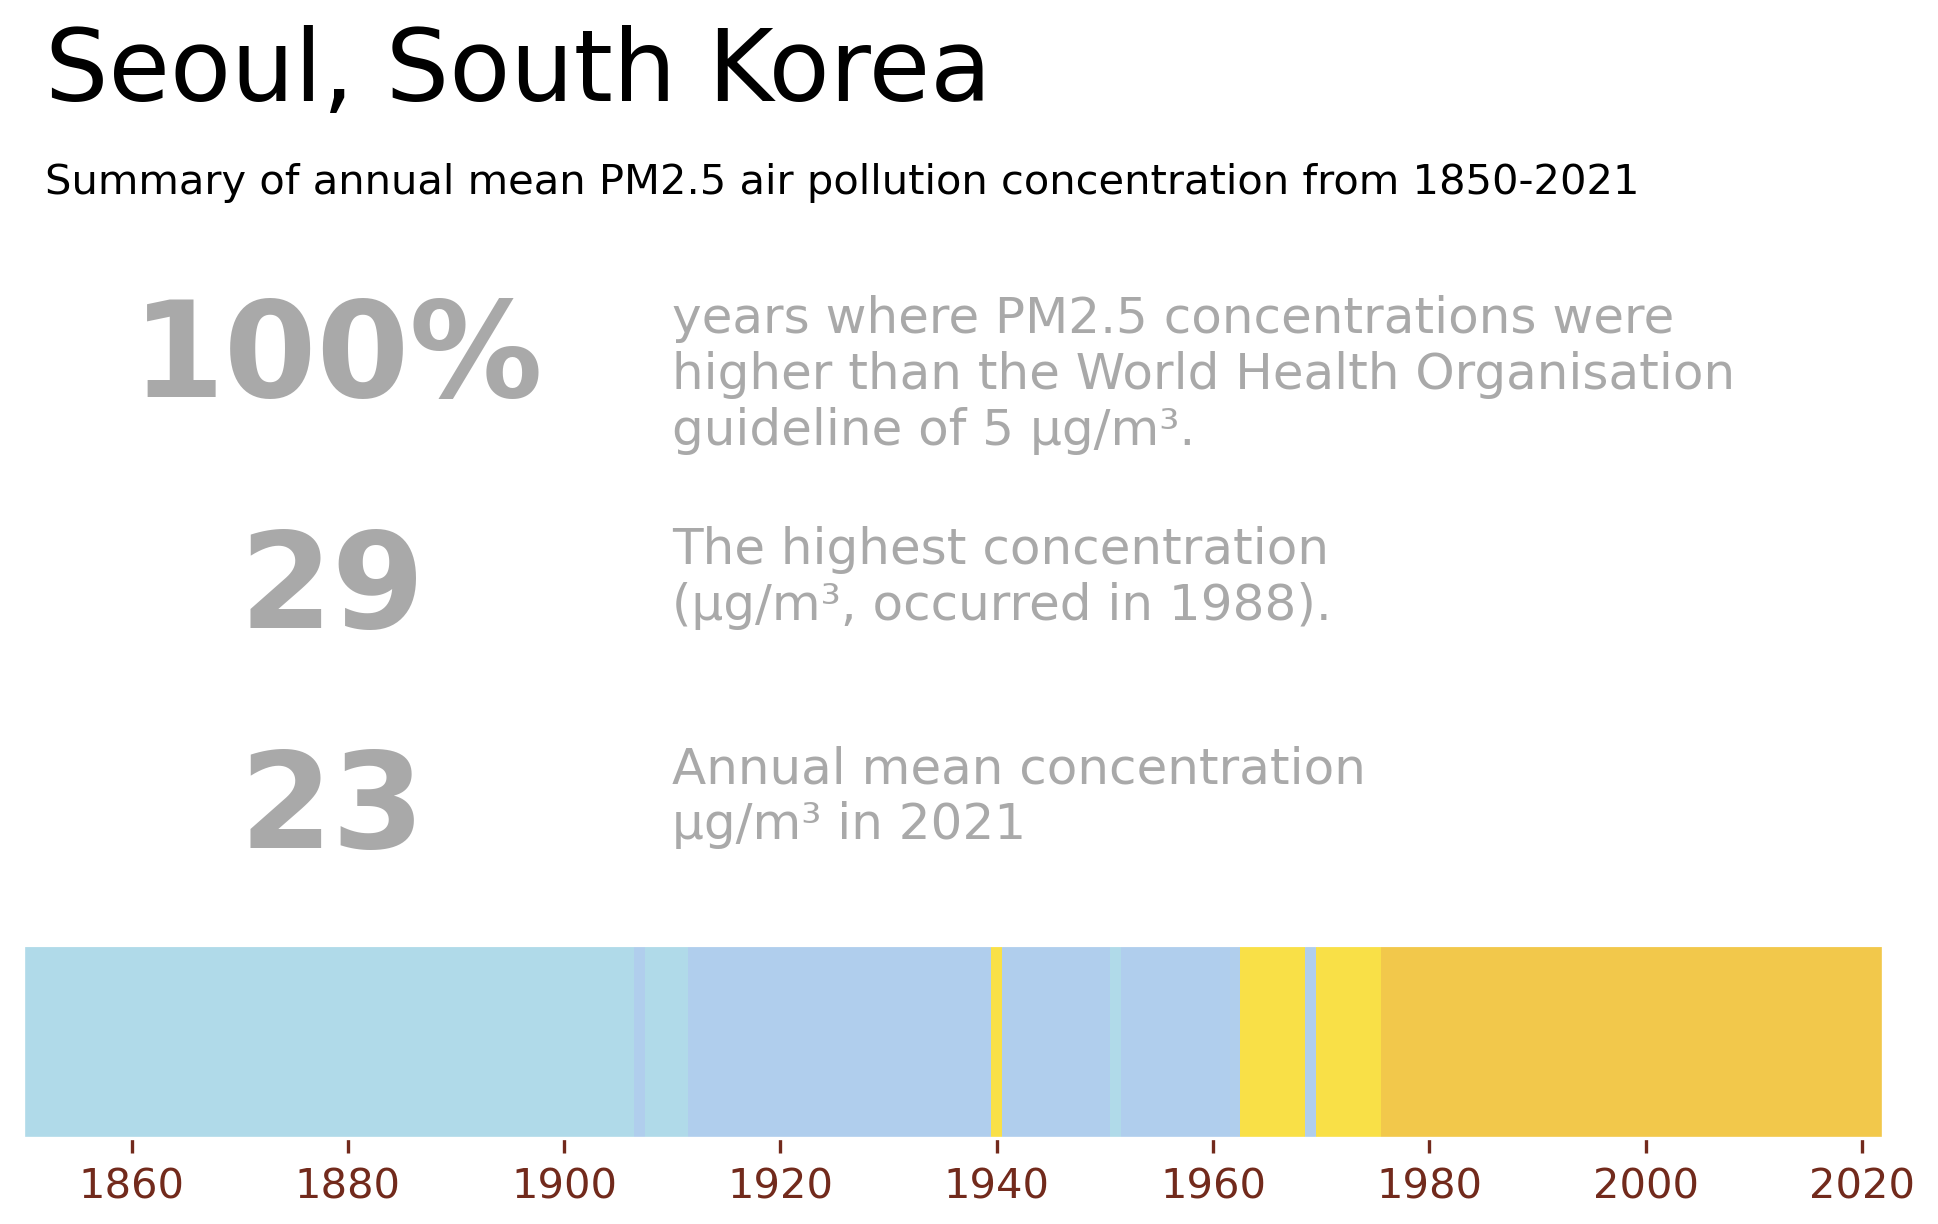 Seoul, South Korea
Summary of annual mean PM2.5 air pollution concentration from 1850-2021
100%
years where PM2.5 concentrations were
higher than the World Health Organisation
guideline of 5 µg/m³.
29
The highest concentration
(µg/m³, occurred in 1988).
23
Annual mean concentration
µg/m³ in 2021
1860 1880 1900 1920 1940 1960 1980 2000 2020